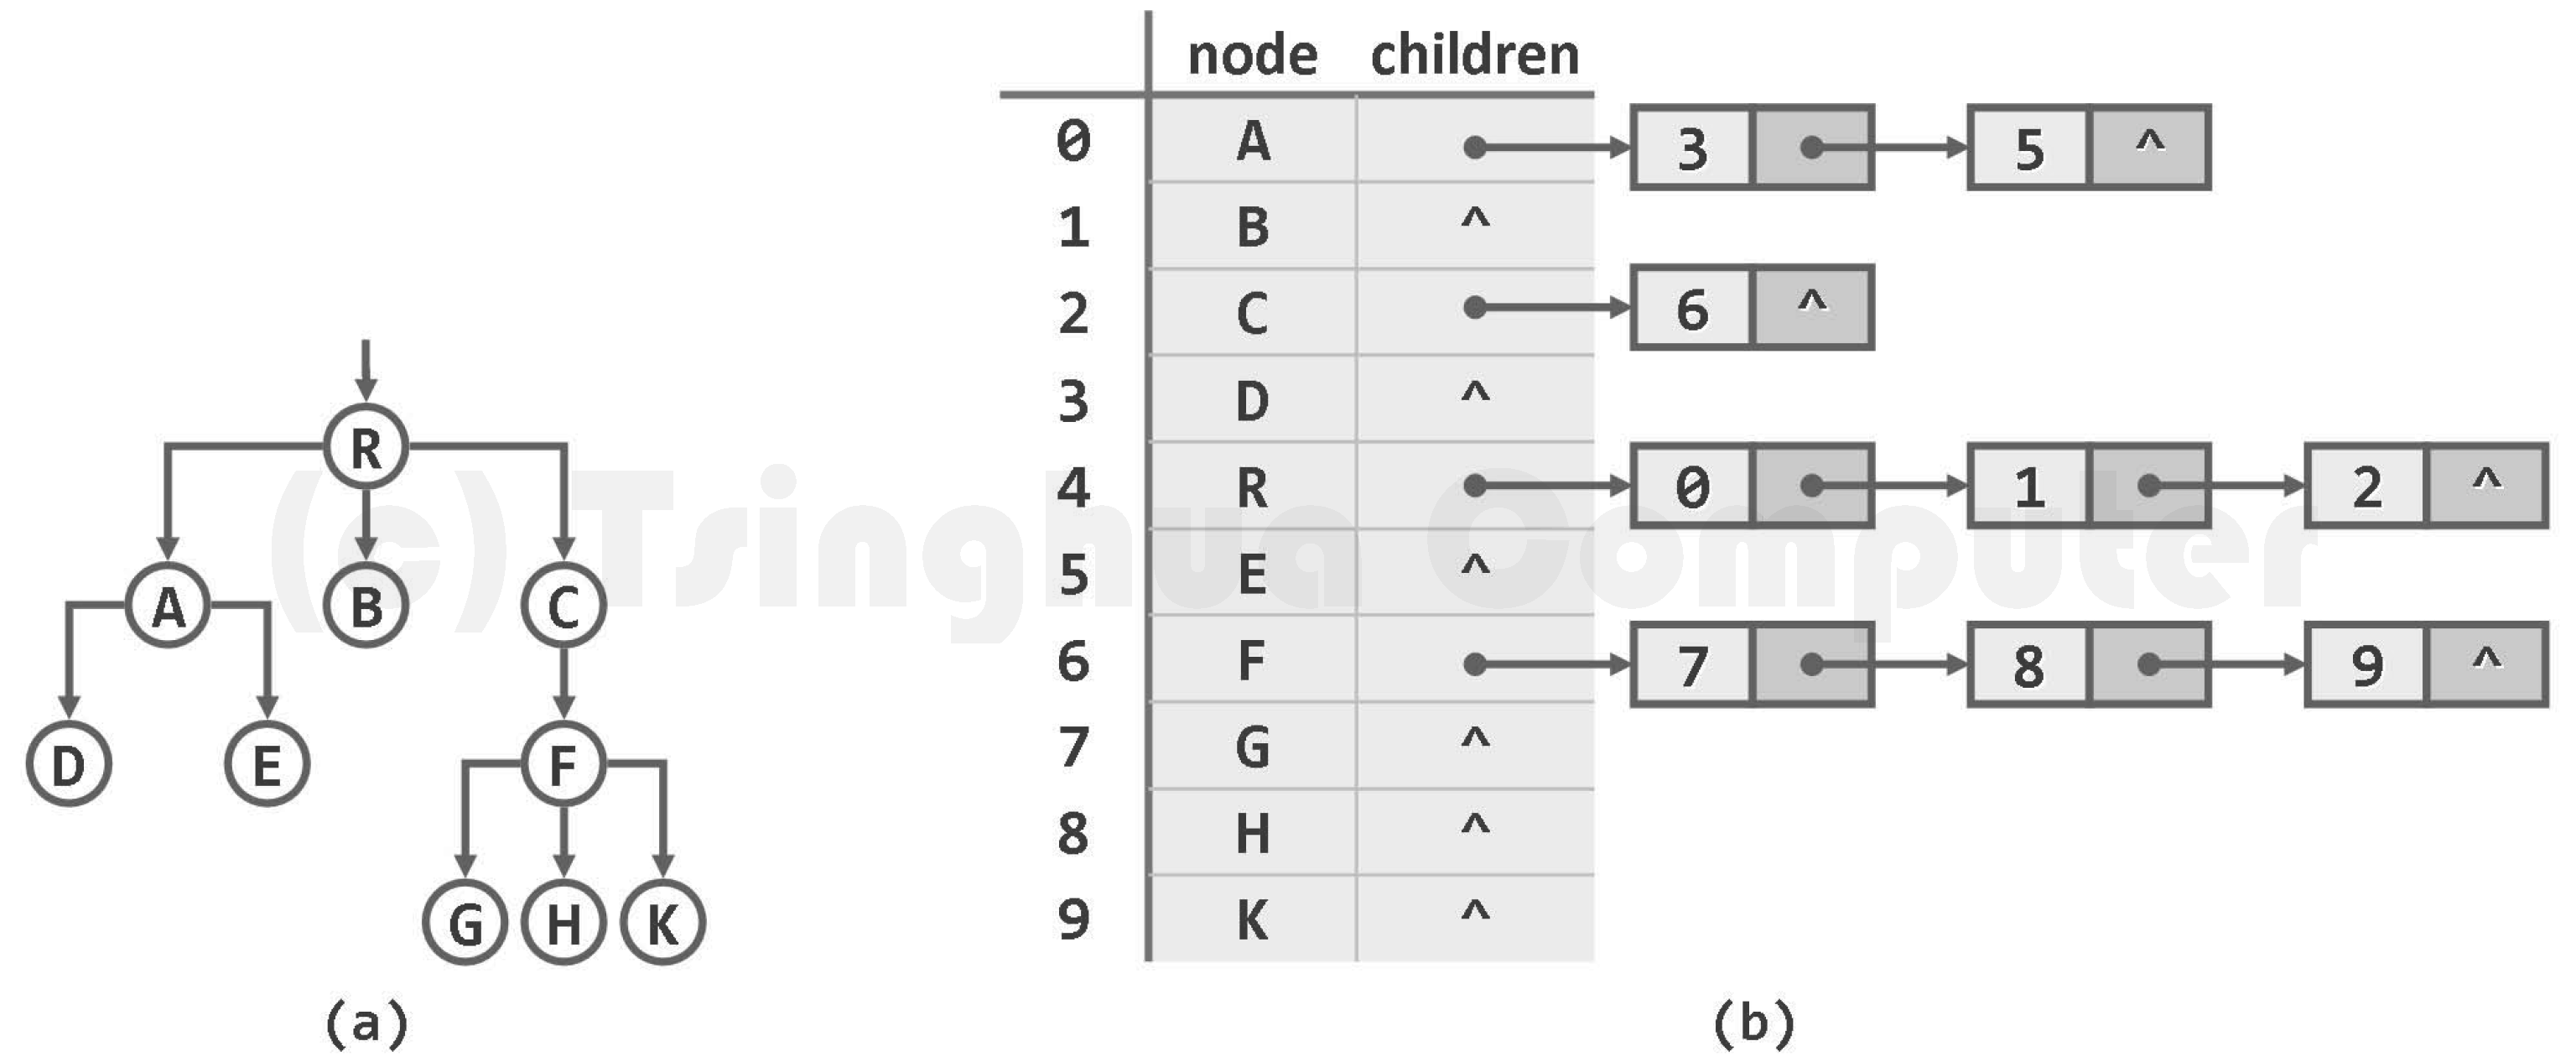 node children
0 A 3 5 ^
1 B ^
2 C 6 ^
3 D ^
4 R 0 1 2 ^
5 E ^
6 F 7 8 9 ^
7 G ^
8 H ^
9 K ^
R
A B C
D E F
G H K
(a) (b)
(c) Tsinghua Computer